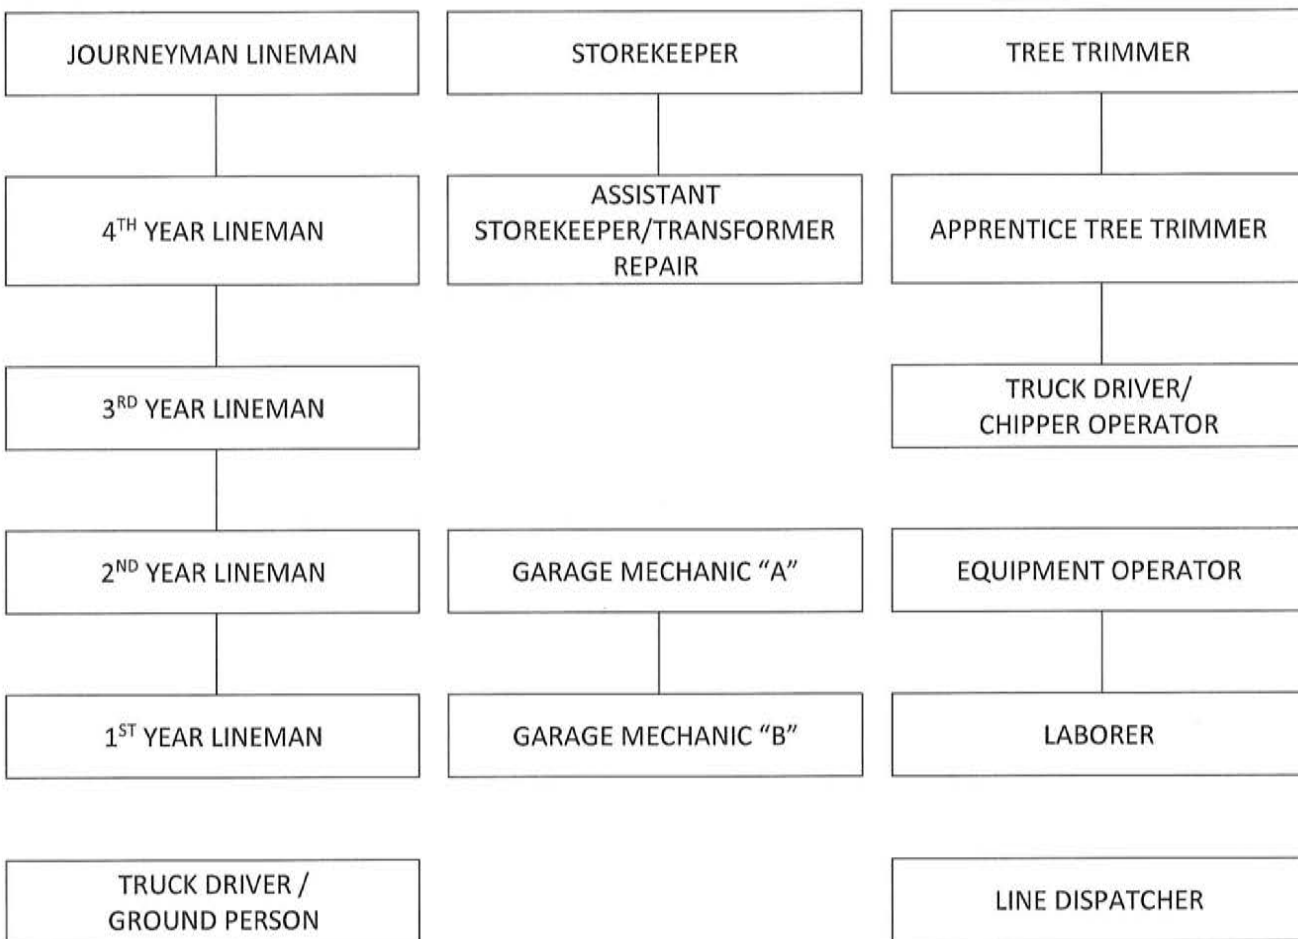 JOURNEYMAN LINEMAN
STOREKEEPER
TREE TRIMMER
4TH YEAR LINEMAN
ASSISTANT
STOREKEEPER/TRANSFORMER
REPAIR
APPRENTICE TREE TRIMMER
3RD YEAR LINEMAN
TRUCK DRIVER/
CHIPPER OPERATOR
2ND YEAR LINEMAN
GARAGE MECHANIC “A”
EQUIPMENT OPERATOR
1ST YEAR LINEMAN
GARAGE MECHANIC “B”
LABORER
TRUCK DRIVER /
GROUND PERSON
LINE DISPATCHER